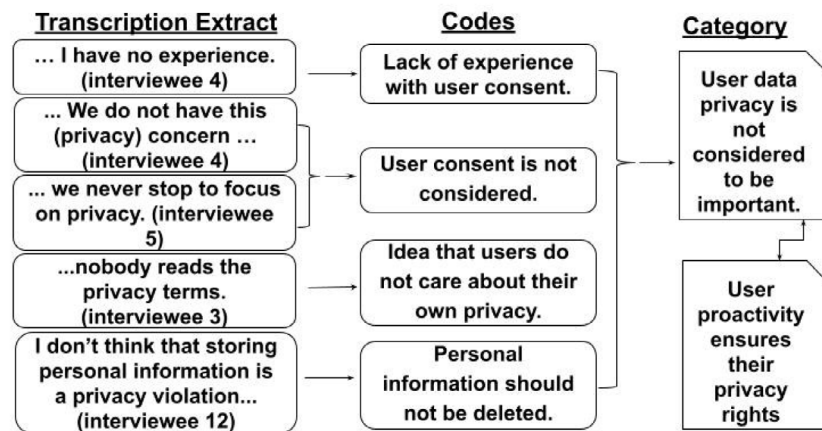 Transcription Extract
… I have no experience.
(interviewee 4)
... We do not have this
(privacy) concern …
(interviewee 4)
... we never stop to focus
on privacy. (interviewee
5)
...nobody reads the
privacy terms.
(interviewee 3)
I don’t think that storing
personal information is
a privacy violation...
(interviewee 12)
Codes
Lack of experience
with user consent.
User consent is not
considered.
Idea that users do
not care about their
own privacy.
Personal
information should
not be deleted.
Category
User data
privacy is
not
considered
to be
important.
User
proactivity
ensures
their
privacy
rights